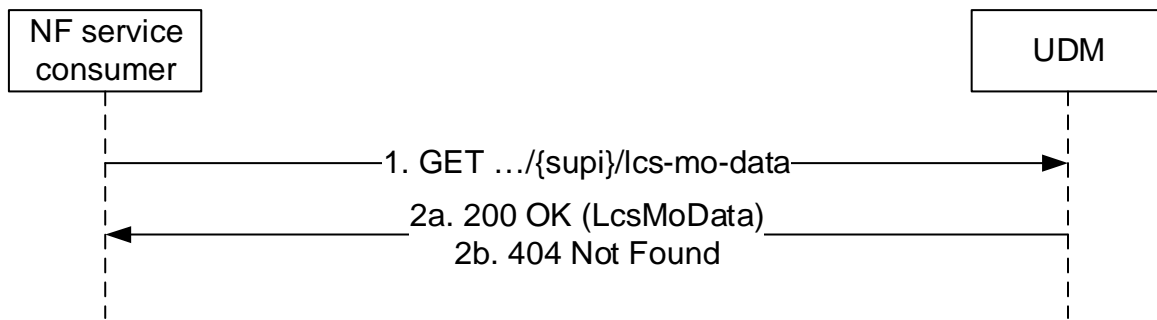 NF service
consumer
UDM
1. GET …/{supi}/lcs-mo-data
2a. 200 OK (LcsMoData)
2b. 404 Not Found